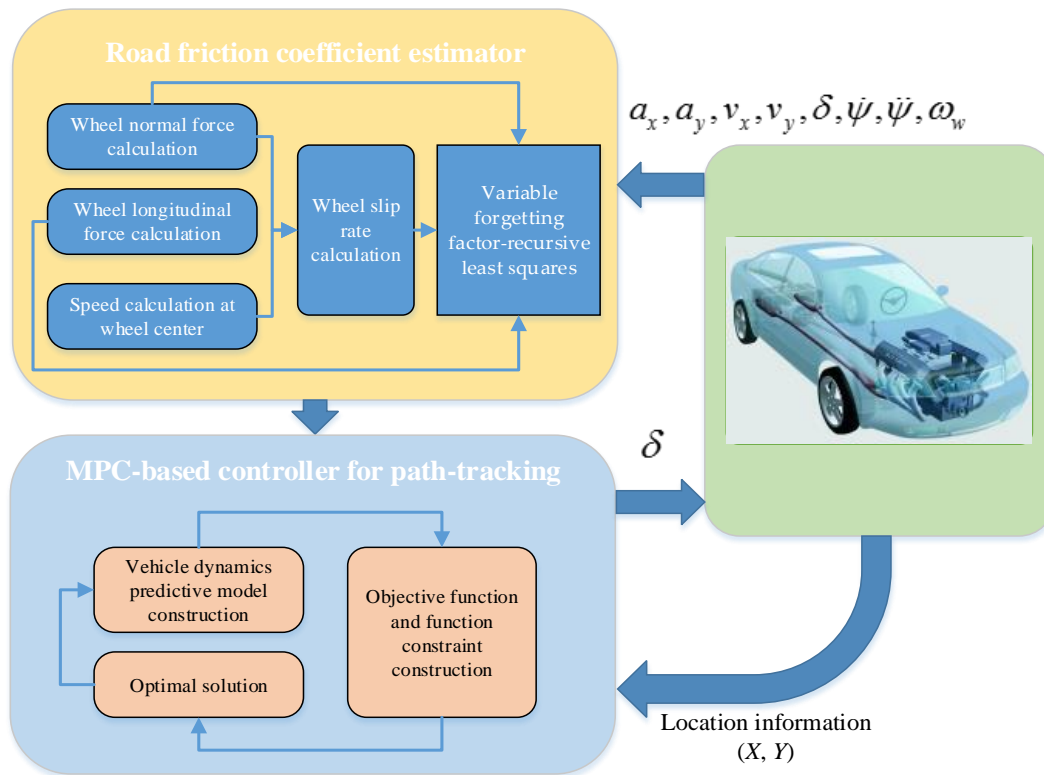 Road friction coefficient estimator
Wheel normal force
calculation
Wheel longitudinal
force calculation
Speed calculation at
wheel center
Wheel slip
rate
calculation
Variable
forgetting
factor-recursive
least squares
a_x, a_y, v_x, v_y, δ, ψ̇, ψ̈, ω_w
MPC-based controller for path-tracking
Vehicle dynamics
predictive model
construction
Optimal solution
Objective function
and function
constraint
construction
δ
Location information
(X, Y)